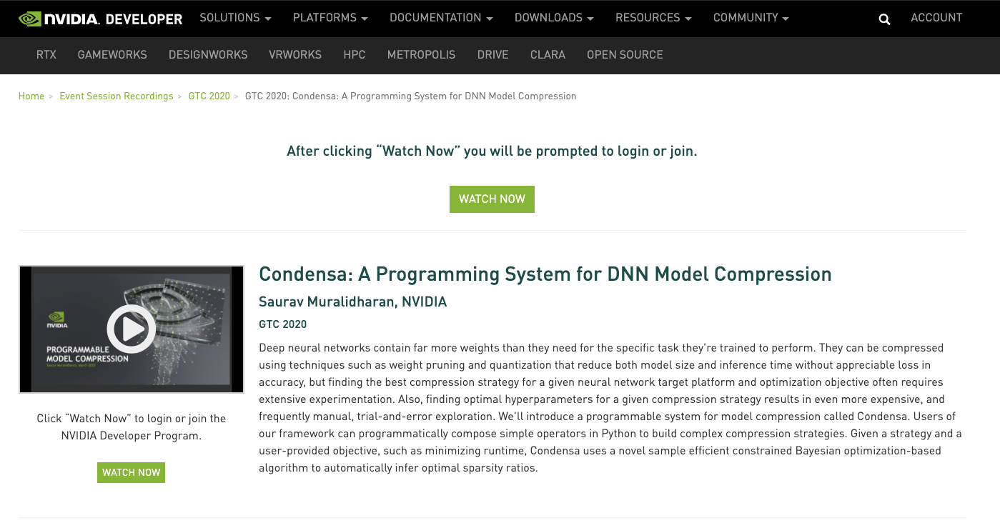 NVIDIA. DEVELOPER SOLUTIONS PLATFORMS DOCUMENTATION DOWNLOADS RESOURCES COMMUNITY ACCOUNT
RTX GAMEWORKS DESIGNWORKS VRWORKS HPC METROPOLIS DRIVE CLARA OPEN SOURCE
Home > Event Session Recordings > GTC 2020 > GTC 2020: Condensa: A Programming System for DNN Model Compression
After clicking “Watch Now” you will be prompted to login or join.
WATCH NOW
NVIDIA
PROGRAMMABLE
MODEL COMPRESSION
Saurav Muralidharan, March 2020
Click “Watch Now” to login or join the
NVIDIA Developer Program.
WATCH NOW
Condensa: A Programming System for DNN Model Compression
Saurav Muralidharan, NVIDIA
GTC 2020
Deep neural networks contain far more weights than they need for the specific task they're trained to perform. They can be compressed
using techniques such as weight pruning and quantization that reduce both model size and inference time without appreciable loss in
accuracy, but finding the best compression strategy for a given neural network target platform and optimization objective often requires
extensive experimentation. Also, finding optimal hyperparameters for a given compression strategy results in even more expensive, and
frequently manual, trial-and-error exploration. We'll introduce a programmable system for model compression called Condensa. Users of
our framework can programmatically compose simple operators in Python to build complex compression strategies. Given a strategy and a
user-provided objective, such as minimizing runtime, Condensa uses a novel sample efficient constrained Bayesian optimization-based
algorithm to automatically infer optimal sparsity ratios.